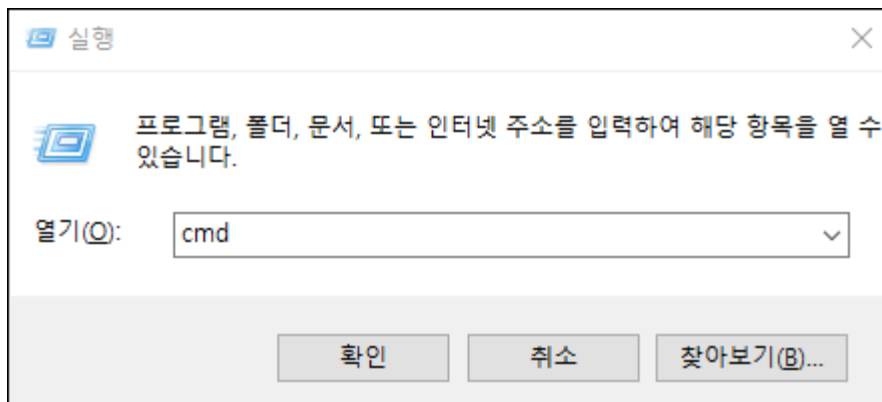 실행
프로그램, 폴더, 문서, 또는 인터넷 주소를 입력하여 해당 항목을 열 수
있습니다.
열기(O): cmd
확인 취소 찾아보기(B)...